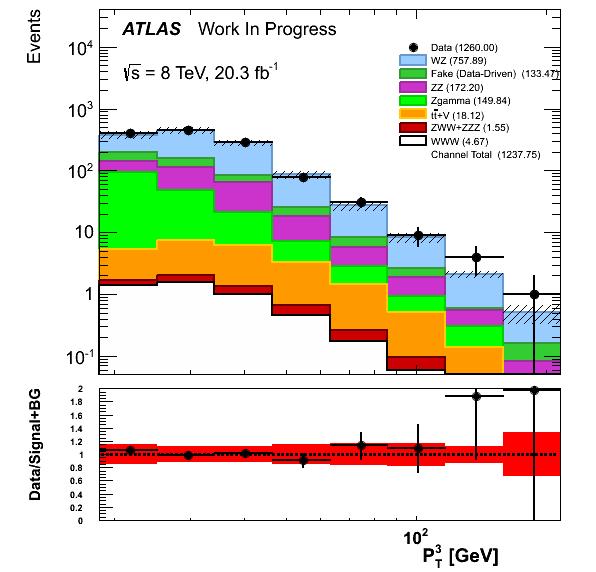 Events
ATLAS Work In Progress
√s = 8 TeV, 20.3 fb⁻¹
Data (1260.00)
WZ (757.89)
Fake (Data-Driven) (133.47)
ZZ (172.20)
Zgamma (149.84)
tt̄+V (18.12)
ZWW+ZZZ (1.55)
WWW (4.67)
Channel Total (1237.75)
10⁴
10³
10²
10
1
10⁻¹
Data/Signal+BG
2
1.8
1.6
1.4
1.2
1
0.8
0.6
0.4
0.2
0
10²
P³_T [GeV]